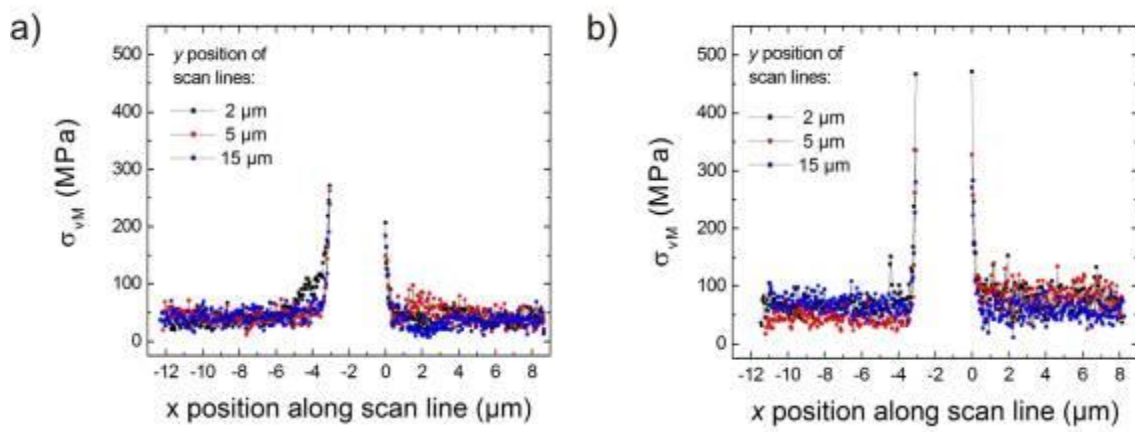 a)
500
400
300
200
100
0
σvM (MPa)
y position of
scan lines:
2 µm
5 µm
15 µm
-12 -10 -8 -6 -4 -2 0 2 4 6 8
x position along scan line (µm)
b)
500
400
300
200
100
0
σvM (MPa)
y position of
scan lines:
2 µm
5 µm
15 µm
-12 -10 -8 -6 -4 -2 0 2 4 6 8
x position along scan line (µm)